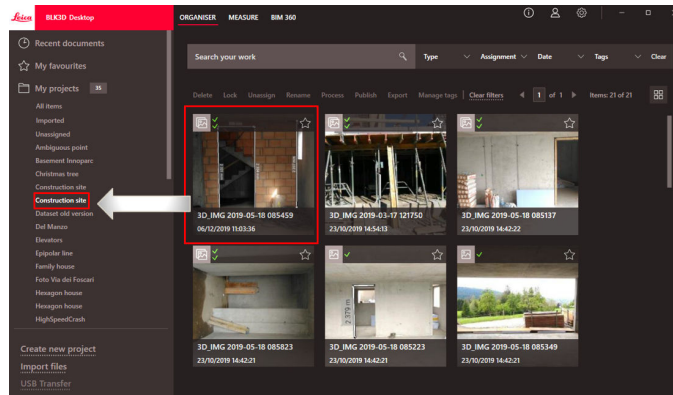 Leica BLK3D Desktop ORGANISER MEASURE BIM 360
Recent documents
My favourites
My projects 35
All items
Imported
Unassigned
Ambiguous point
Basement Innoparc
Christmas tree
Construction site
Construction site
Dataset old version
Del Manzo
Elevators
Epipolar line
Family house
Foto Via dei Foscari
Hexagon house
Hexagon house
HighSpeedCrash
Create new project
Import files
USB Transfer
Search your work Type Assignment Date Tags Clear
Delete Lock Unassign Rename Process Publish Export Manage tags Clear filters 1 of 1 Items: 21 of 21
3D_IMG 2019-05-18 085459
06/12/2019 11:03:36
3D_IMG 2019-03-17 121750
23/10/2019 14:54:13
3D_IMG 2019-05-18 085137
23/10/2019 14:42:22
2.379 m
3D_IMG 2019-05-18 085823
23/10/2019 14:42:21
3D_IMG 2019-05-18 085223
23/10/2019 14:42:21
3D_IMG 2019-05-18 085349
23/10/2019 14:42:21